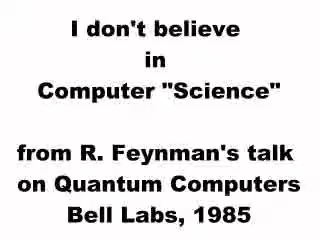 I don't believe
in
Computer "Science"
from R. Feynman's talk
on Quantum Computers
Bell Labs, 1985